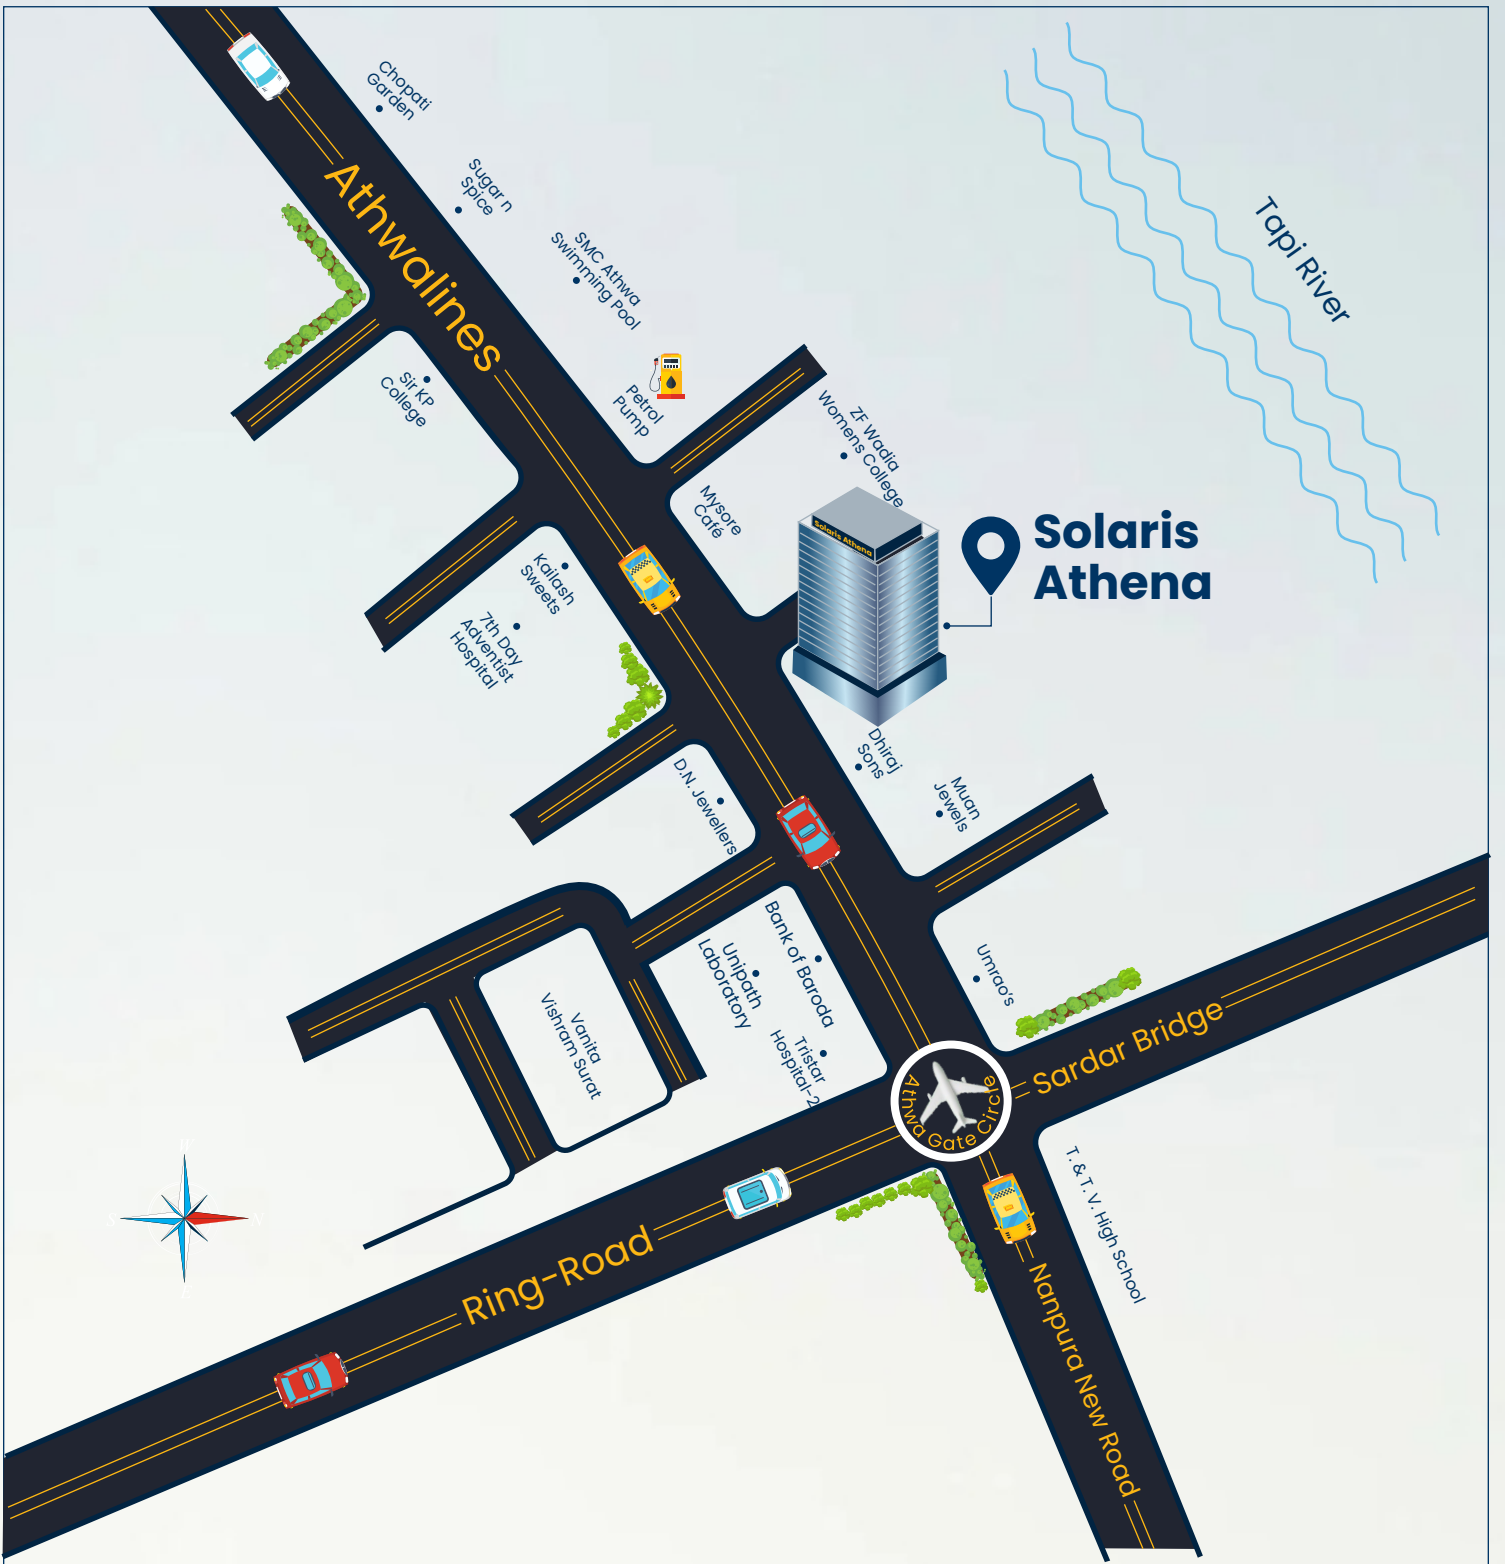 Chopati
Garden
Sugar n
Spice
Athwalines
SMC Athwa
Swimming Pool
Tapi River
Sir KP
College
Petrol
Pump
ZF Wadia
Womens College
Mysore
Café
Solaris Athena
Solaris
Athena
Kailash
Sweets
7th Day
Adventist
Hospital
Dhiraj
Sons
D.N. Jewellers
Muan
Jewels
Bank of Baroda
Unipath
Laboratory
Umrao's
Vanita
Vishram Surat
Tristar
Hospital-2
Sardar Bridge
Athwa Gate Circle
T. & T. V. High School
W
S
N
E
Ring-Road
Nanpura New Road